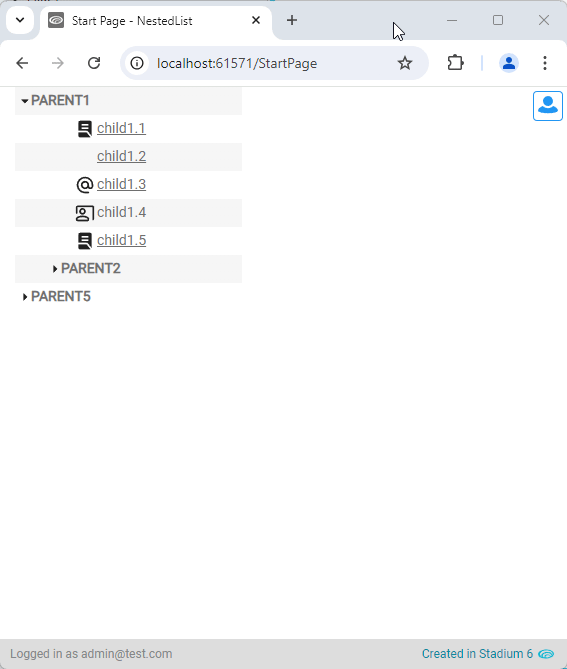 Start Page - NestedList
localhost:61571/StartPage
PARENT1
child1.1
child1.2
child1.3
child1.4
child1.5
PARENT2
PARENT5
Logged in as admin@test.com
Created in Stadium 6